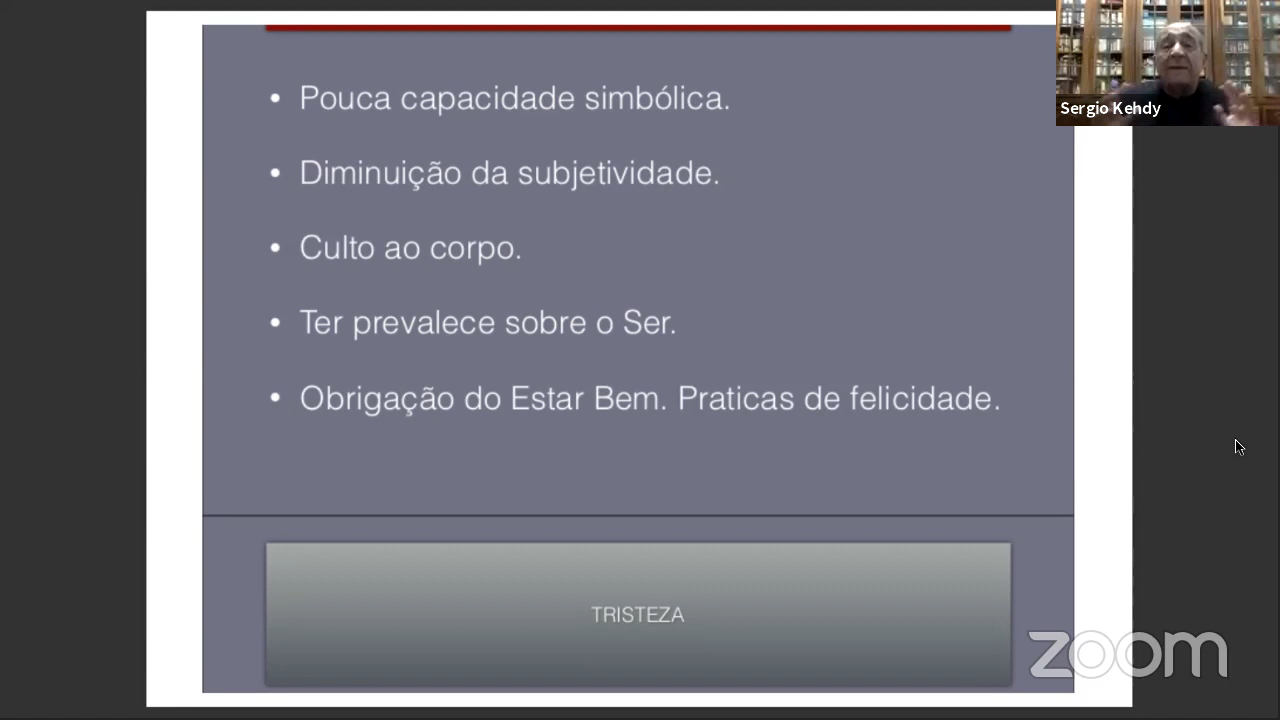 Sergio Kehdy
• Pouca capacidade simbólica.
• Diminuição da subjetividade.
• Culto ao corpo.
• Ter prevalece sobre o Ser.
• Obrigação do Estar Bem. Praticas de felicidade.
TRISTEZA
zoom